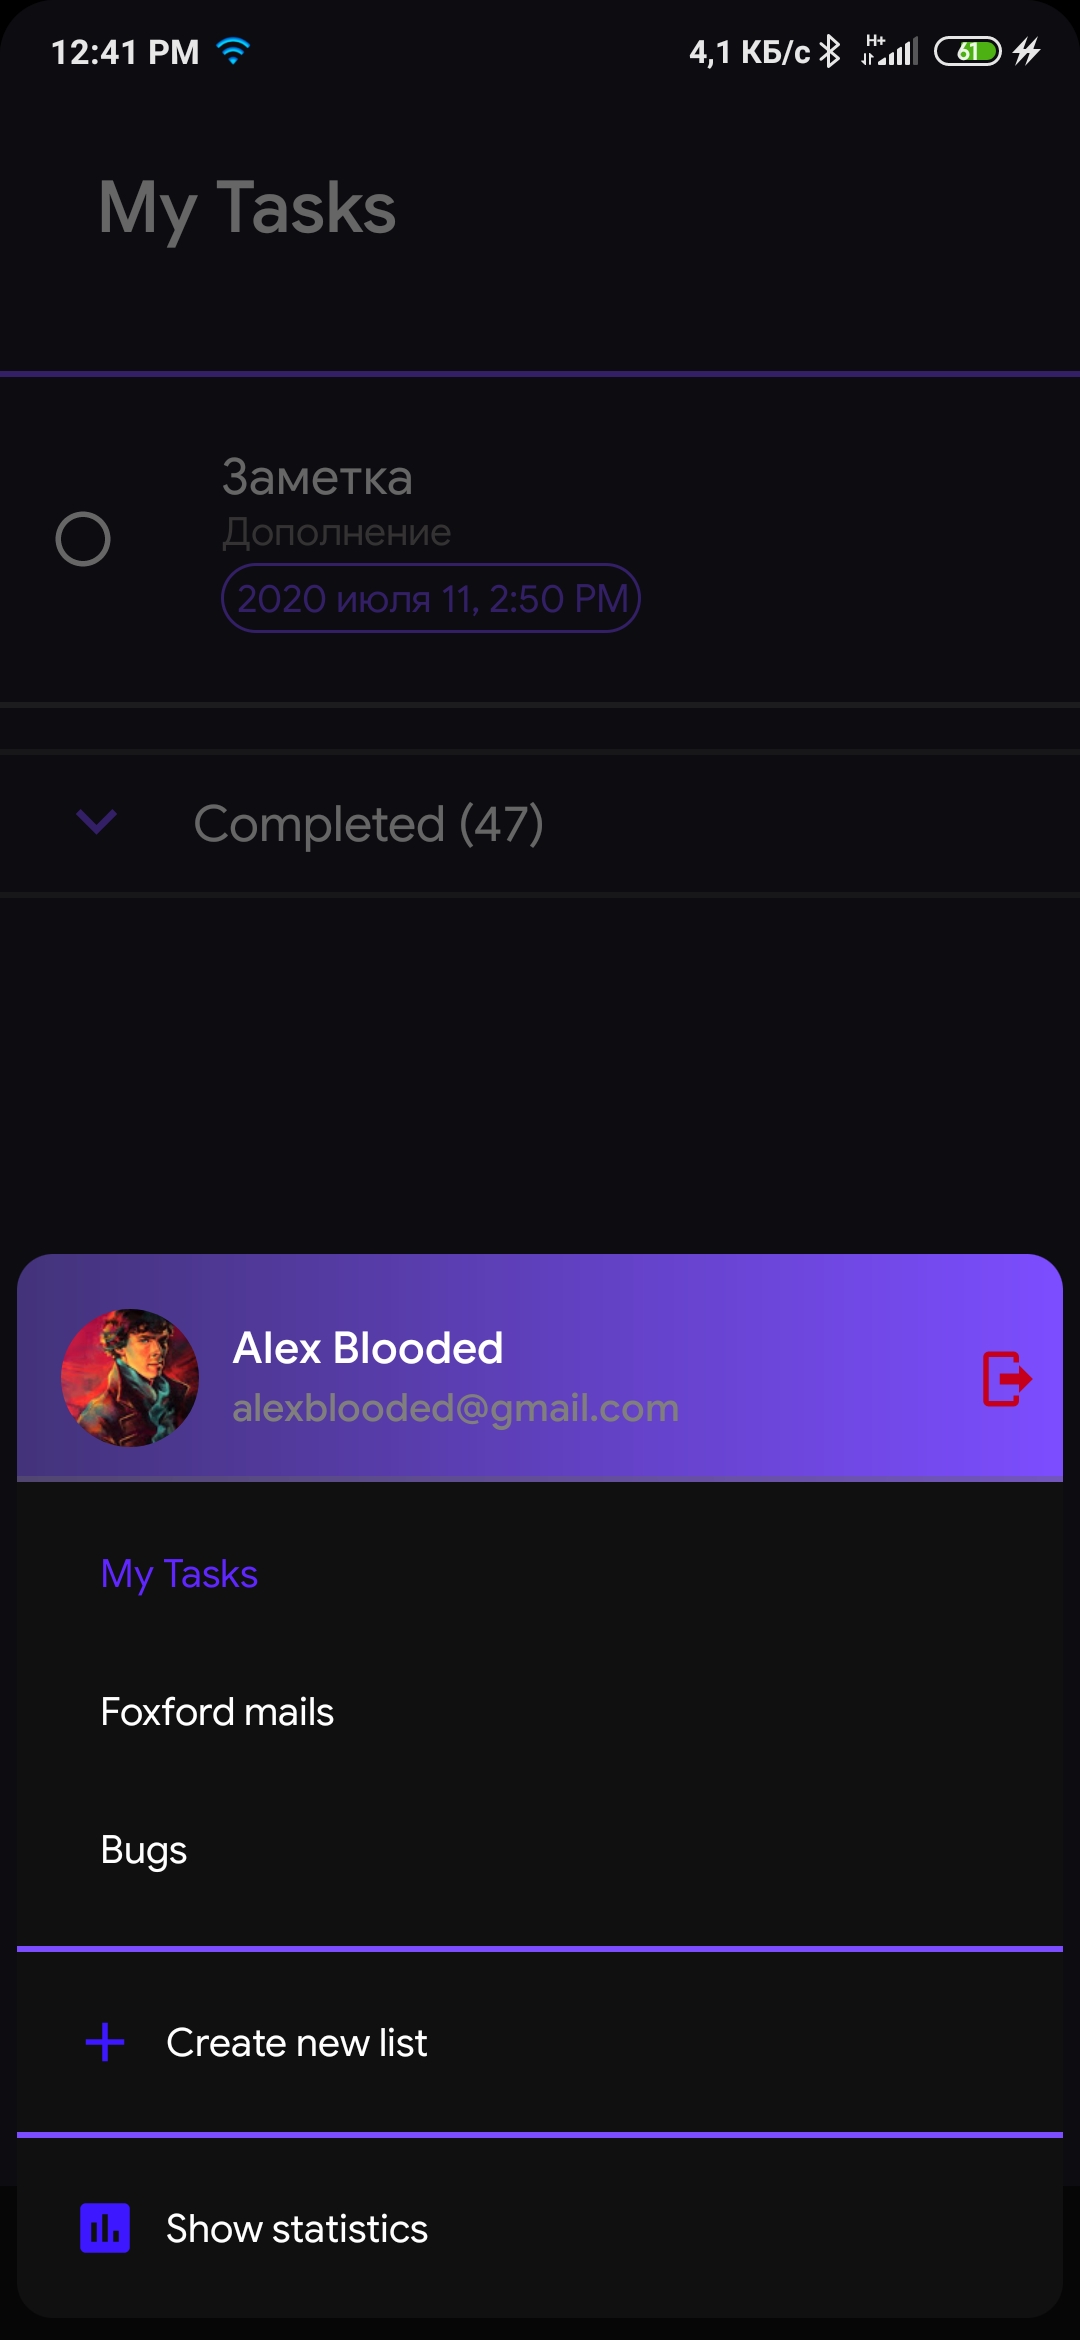 12:41 PM
4,1 КБ/с H+ 61
My Tasks
Заметка
Дополнение
2020 июля 11, 2:50 PM
Completed (47)
Alex Blooded
alexblooded@gmail.com
My Tasks
Foxford mails
Bugs
Create new list
Show statistics